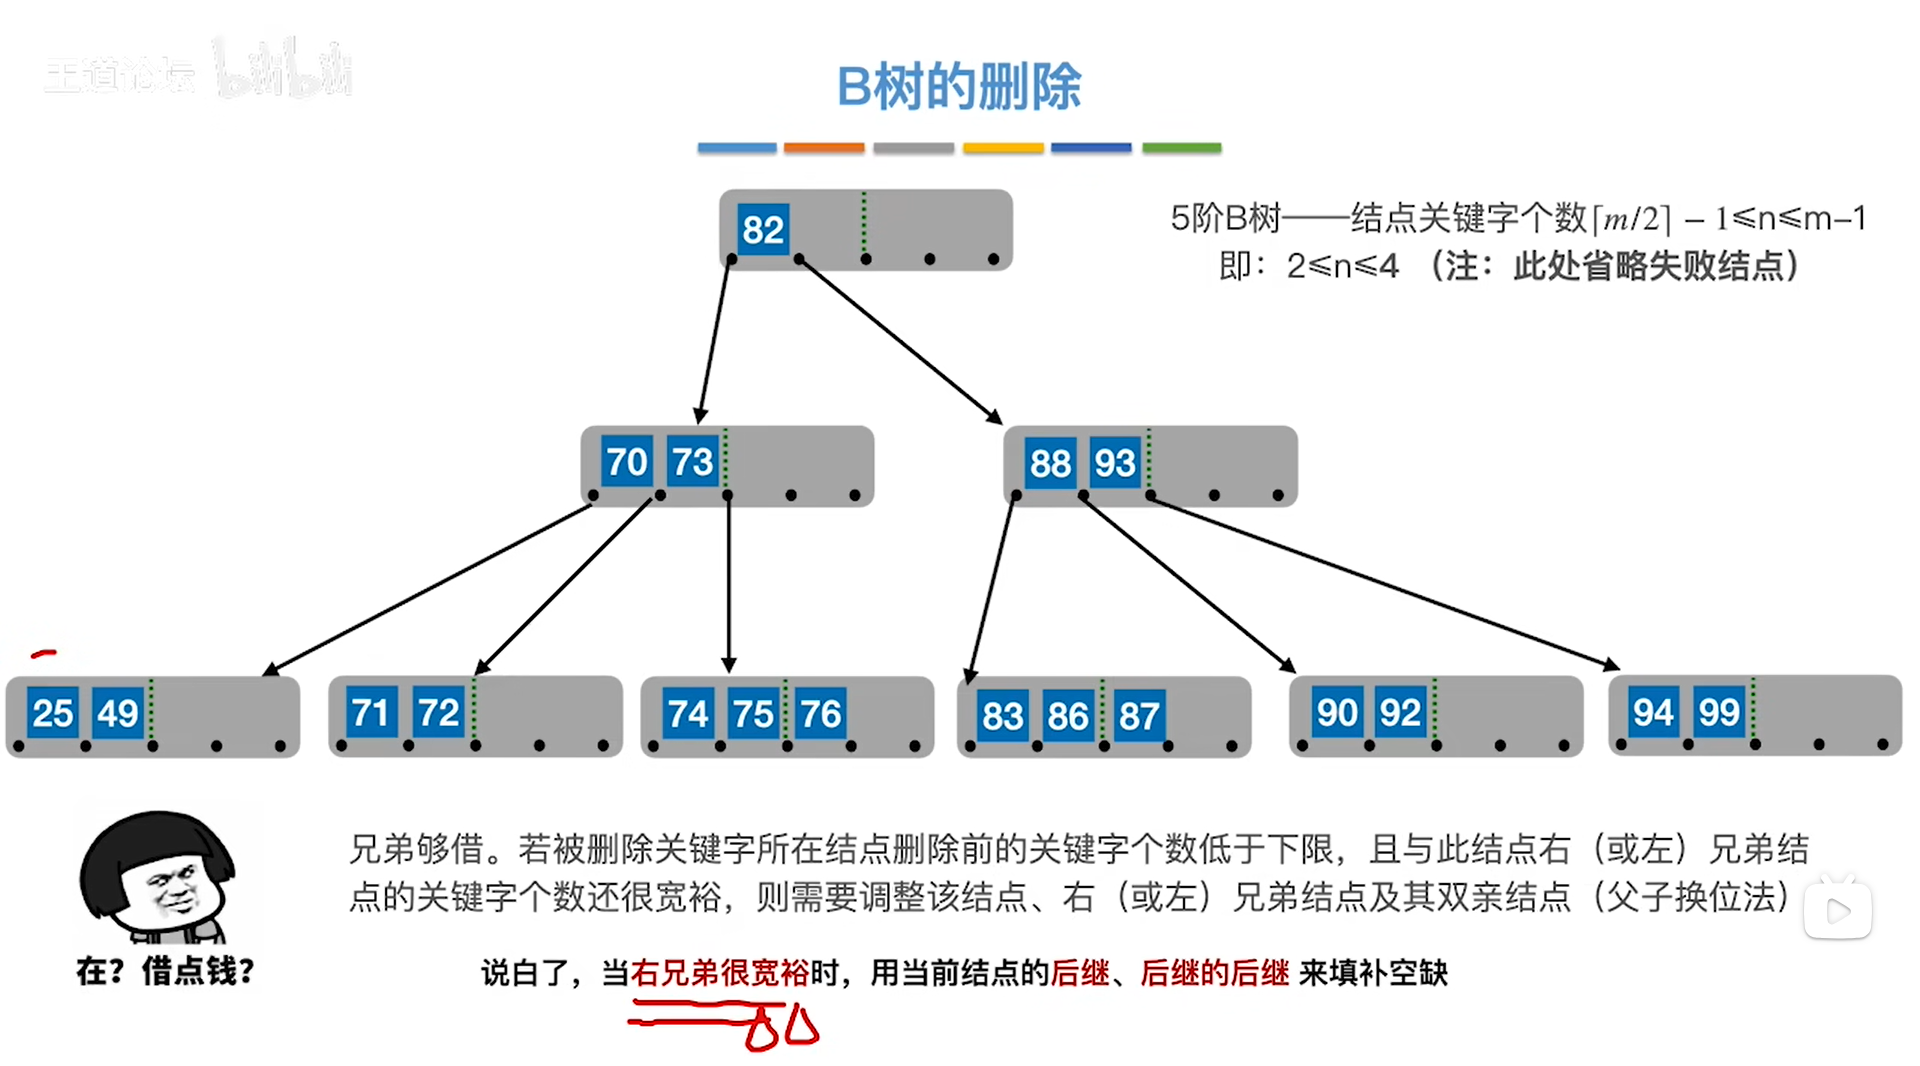 王道论坛 bilibili
B树的删除
82
5阶B树——结点关键字个数⌈m/2⌉ − 1≤n≤m–1
即：2≤n≤4 （注：此处省略失败结点）
70 73
88 93
25 49
71 72
74 75 76
83 86 87
90 92
94 99
兄弟够借。若被删除关键字所在结点删除前的关键字个数低于下限，且与此结点右（或左）兄弟结
点的关键字个数还很宽裕，则需要调整该结点、右（或左）兄弟结点及其双亲结点（父子换位法）
在？借点钱？
说白了，当右兄弟很宽裕时，用当前结点的后继、后继的后继 来填补空缺